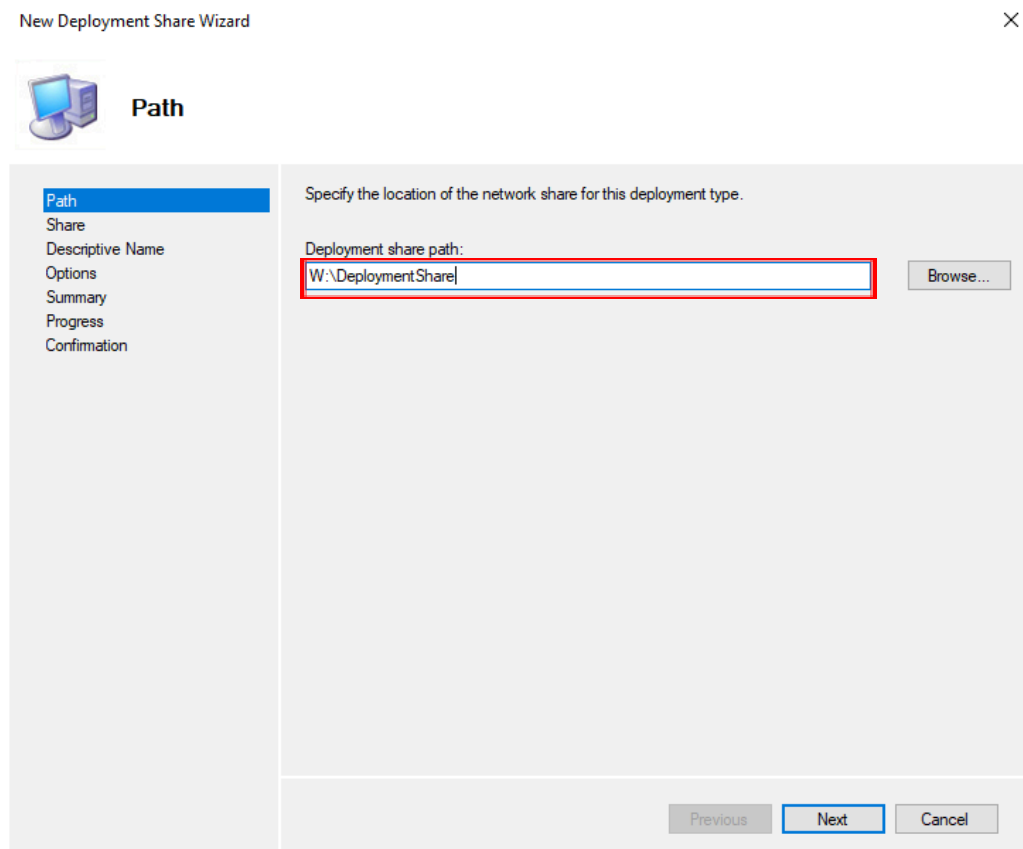 New Deployment Share Wizard
Path
Path
Share
Descriptive Name
Options
Summary
Progress
Confirmation
Specify the location of the network share for this deployment type.
Deployment share path:
W:\DeploymentShare
Browse...
Previous
Next
Cancel